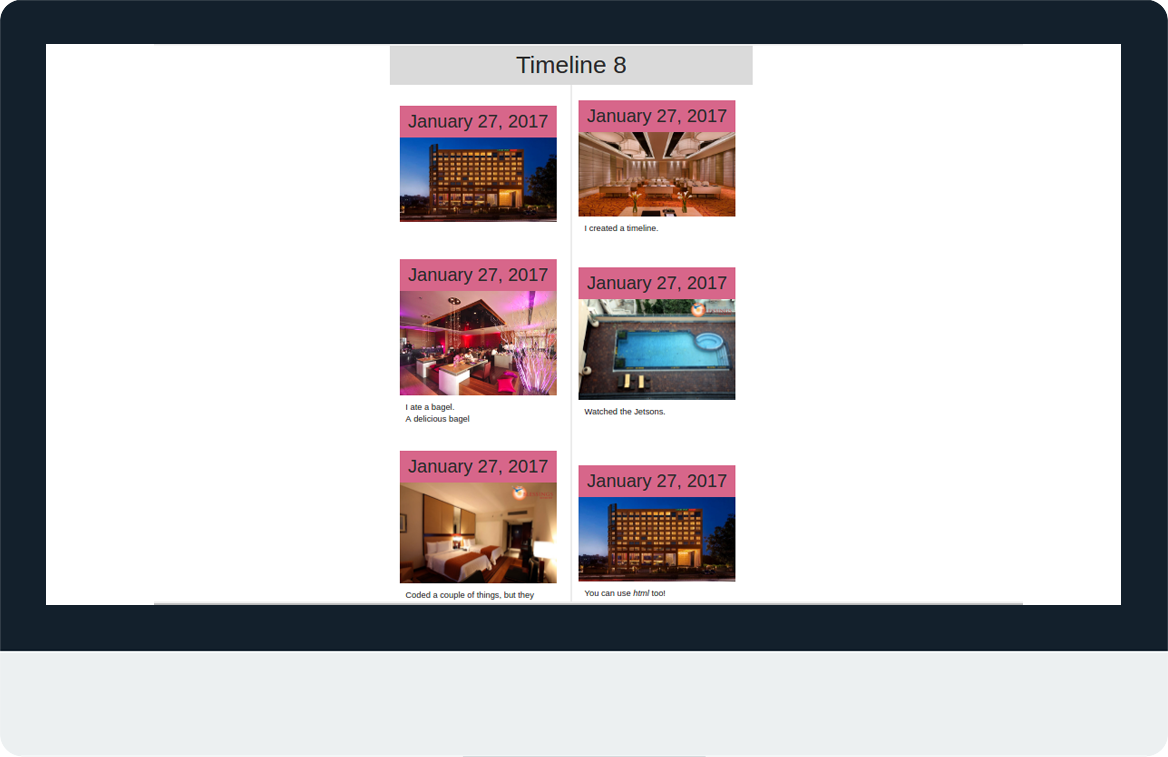 Timeline 8
January 27, 2017
January 27, 2017
I created a timeline.
January 27, 2017
I ate a bagel.
A delicious bagel
January 27, 2017
Watched the Jetsons.
January 27, 2017
Coded a couple of things, but they
January 27, 2017
You can use html too!